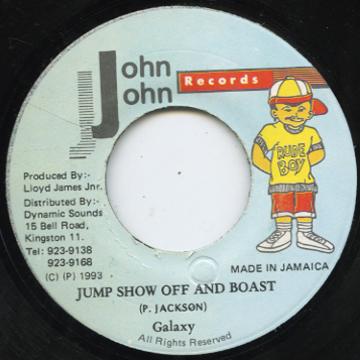 John
John
Records
RUDE
BOY
Produced By:-
Lloyd James Jnr.
Distributed By:-
Dynamic Sounds
15 Bell Road,
Kingston 11.
Tel: 923-9138
923-9168
(C) (P) 1993
MADE IN JAMAICA
JUMP SHOW OFF AND BOAST
(P. JACKSON)
Galaxy
All Rights Reserved